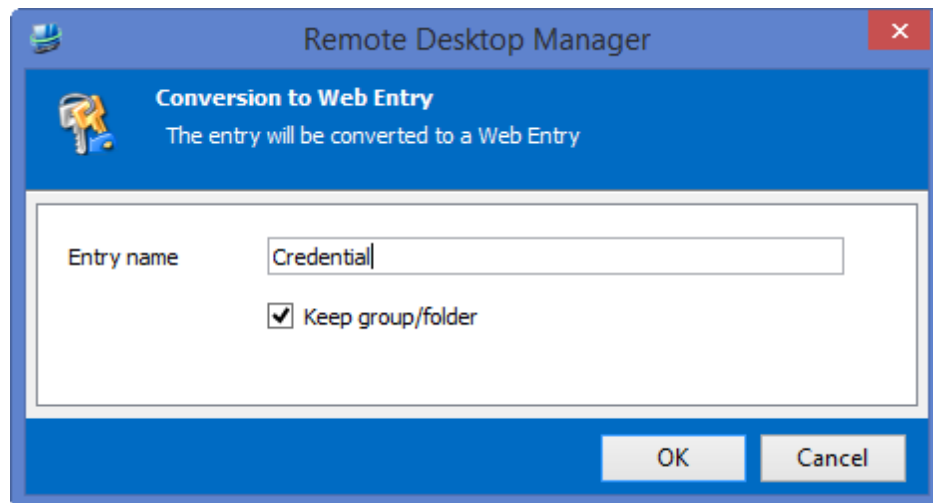 Remote Desktop Manager
Conversion to Web Entry
The entry will be converted to a Web Entry
Entry name
Credential
Keep group/folder
OK
Cancel